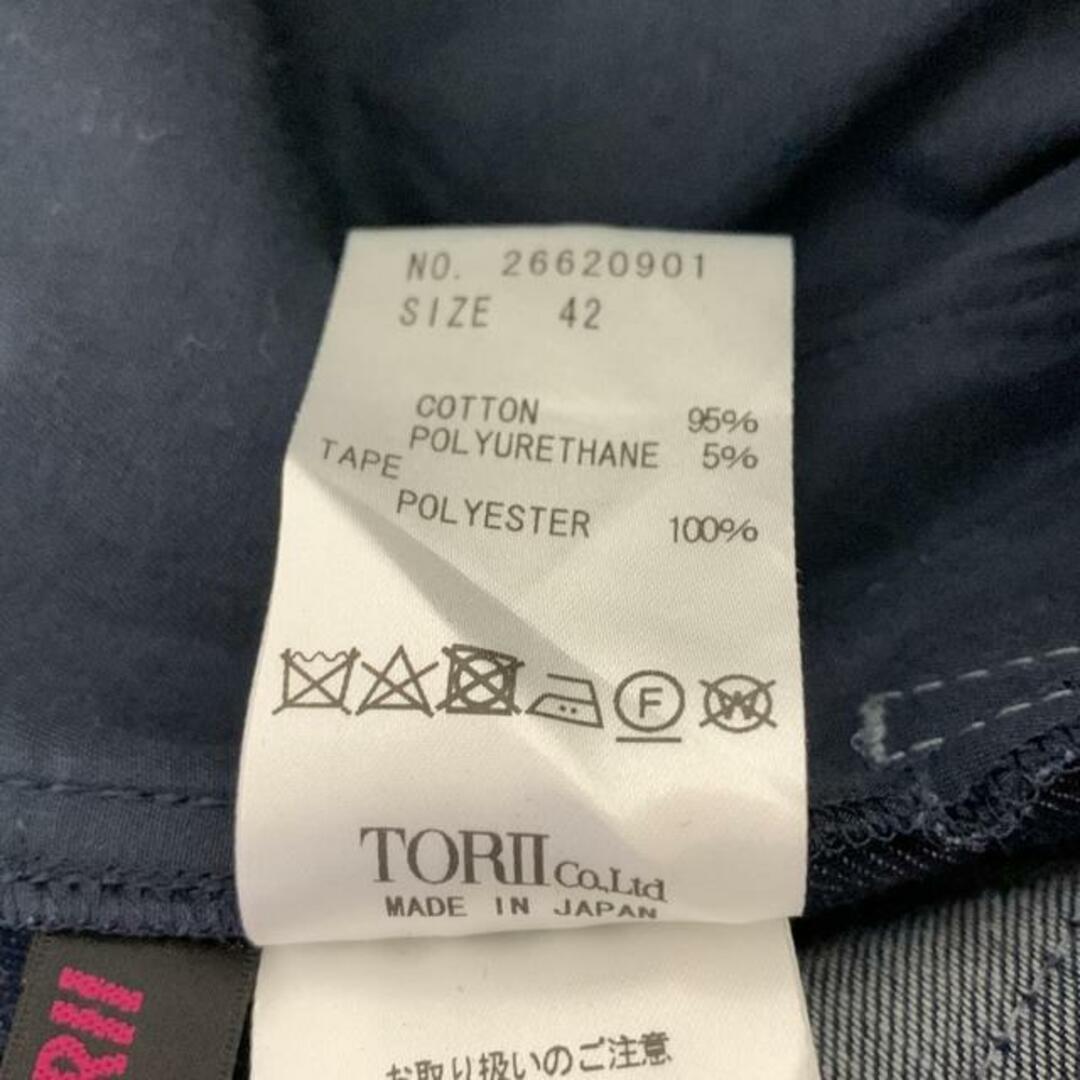 NO. 26620901
SIZE 42
COTTON 95%
POLYURETHANE 5%
TAPE
POLYESTER 100%
F
W
TORII Co.,Ltd
MADE IN JAPAN
お取り扱いのご注意
RII